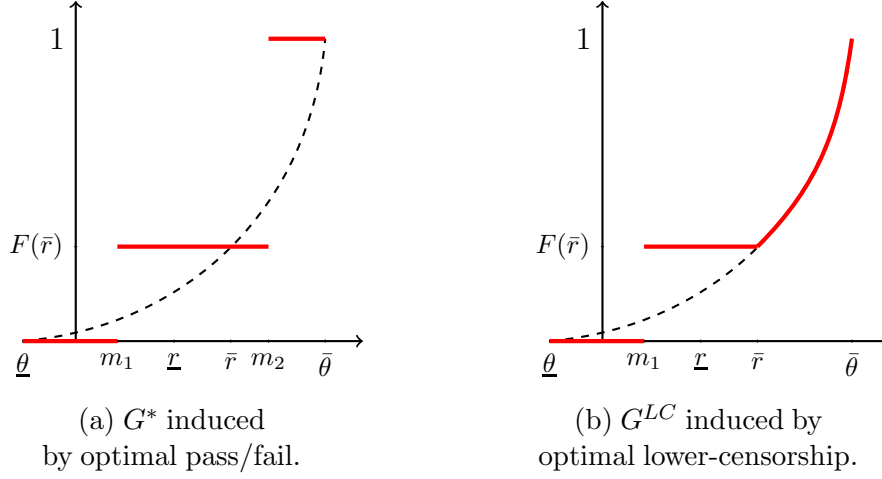 1
F(r̄)
θ̲ m₁ r̲ r̄ m₂ θ̄
(a) G* induced
by optimal pass/fail.
1
F(r̄)
θ̲ m₁ r̲ r̄ θ̄
(b) G^{LC} induced by
optimal lower-censorship.